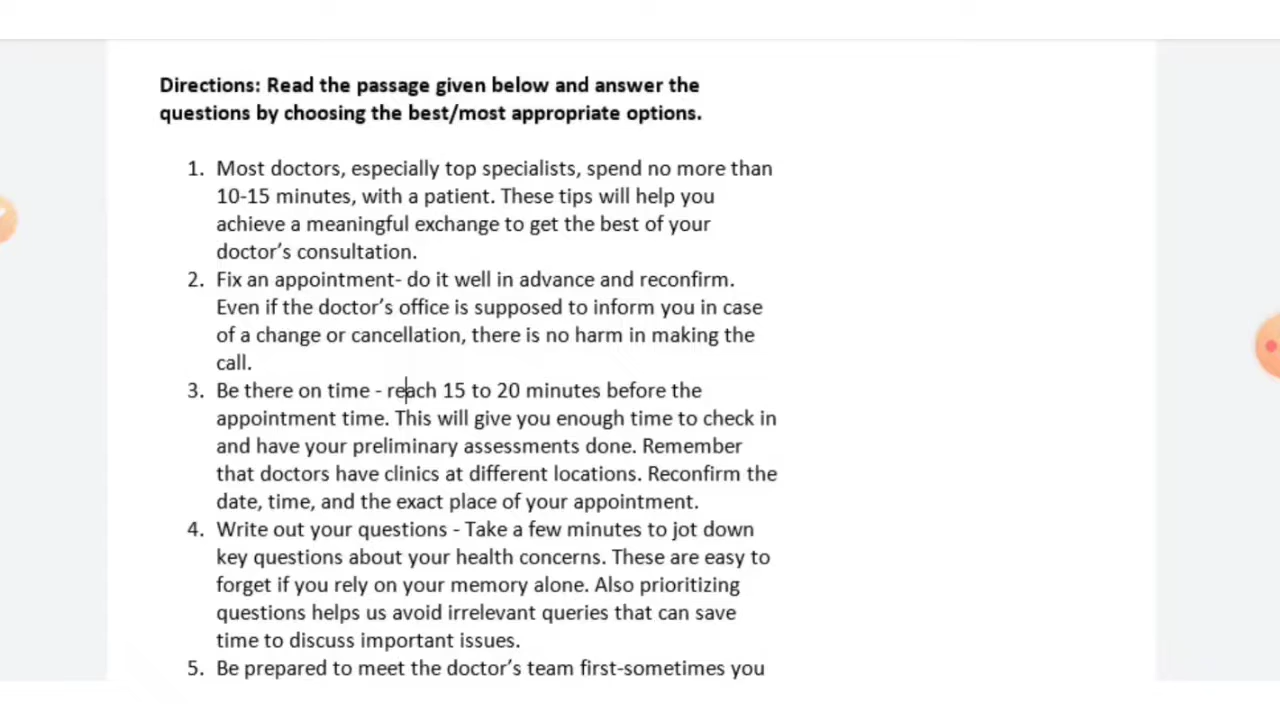 Directions: Read the passage given below and answer the
questions by choosing the best/most appropriate options.
1. Most doctors, especially top specialists, spend no more than
10-15 minutes, with a patient. These tips will help you
achieve a meaningful exchange to get the best of your
doctor’s consultation.
2. Fix an appointment- do it well in advance and reconfirm.
Even if the doctor’s office is supposed to inform you in case
of a change or cancellation, there is no harm in making the
call.
3. Be there on time - reach 15 to 20 minutes before the
appointment time. This will give you enough time to check in
and have your preliminary assessments done. Remember
that doctors have clinics at different locations. Reconfirm the
date, time, and the exact place of your appointment.
4. Write out your questions - Take a few minutes to jot down
key questions about your health concerns. These are easy to
forget if you rely on your memory alone. Also prioritizing
questions helps us avoid irrelevant queries that can save
time to discuss important issues.
5. Be prepared to meet the doctor’s team first-sometimes you